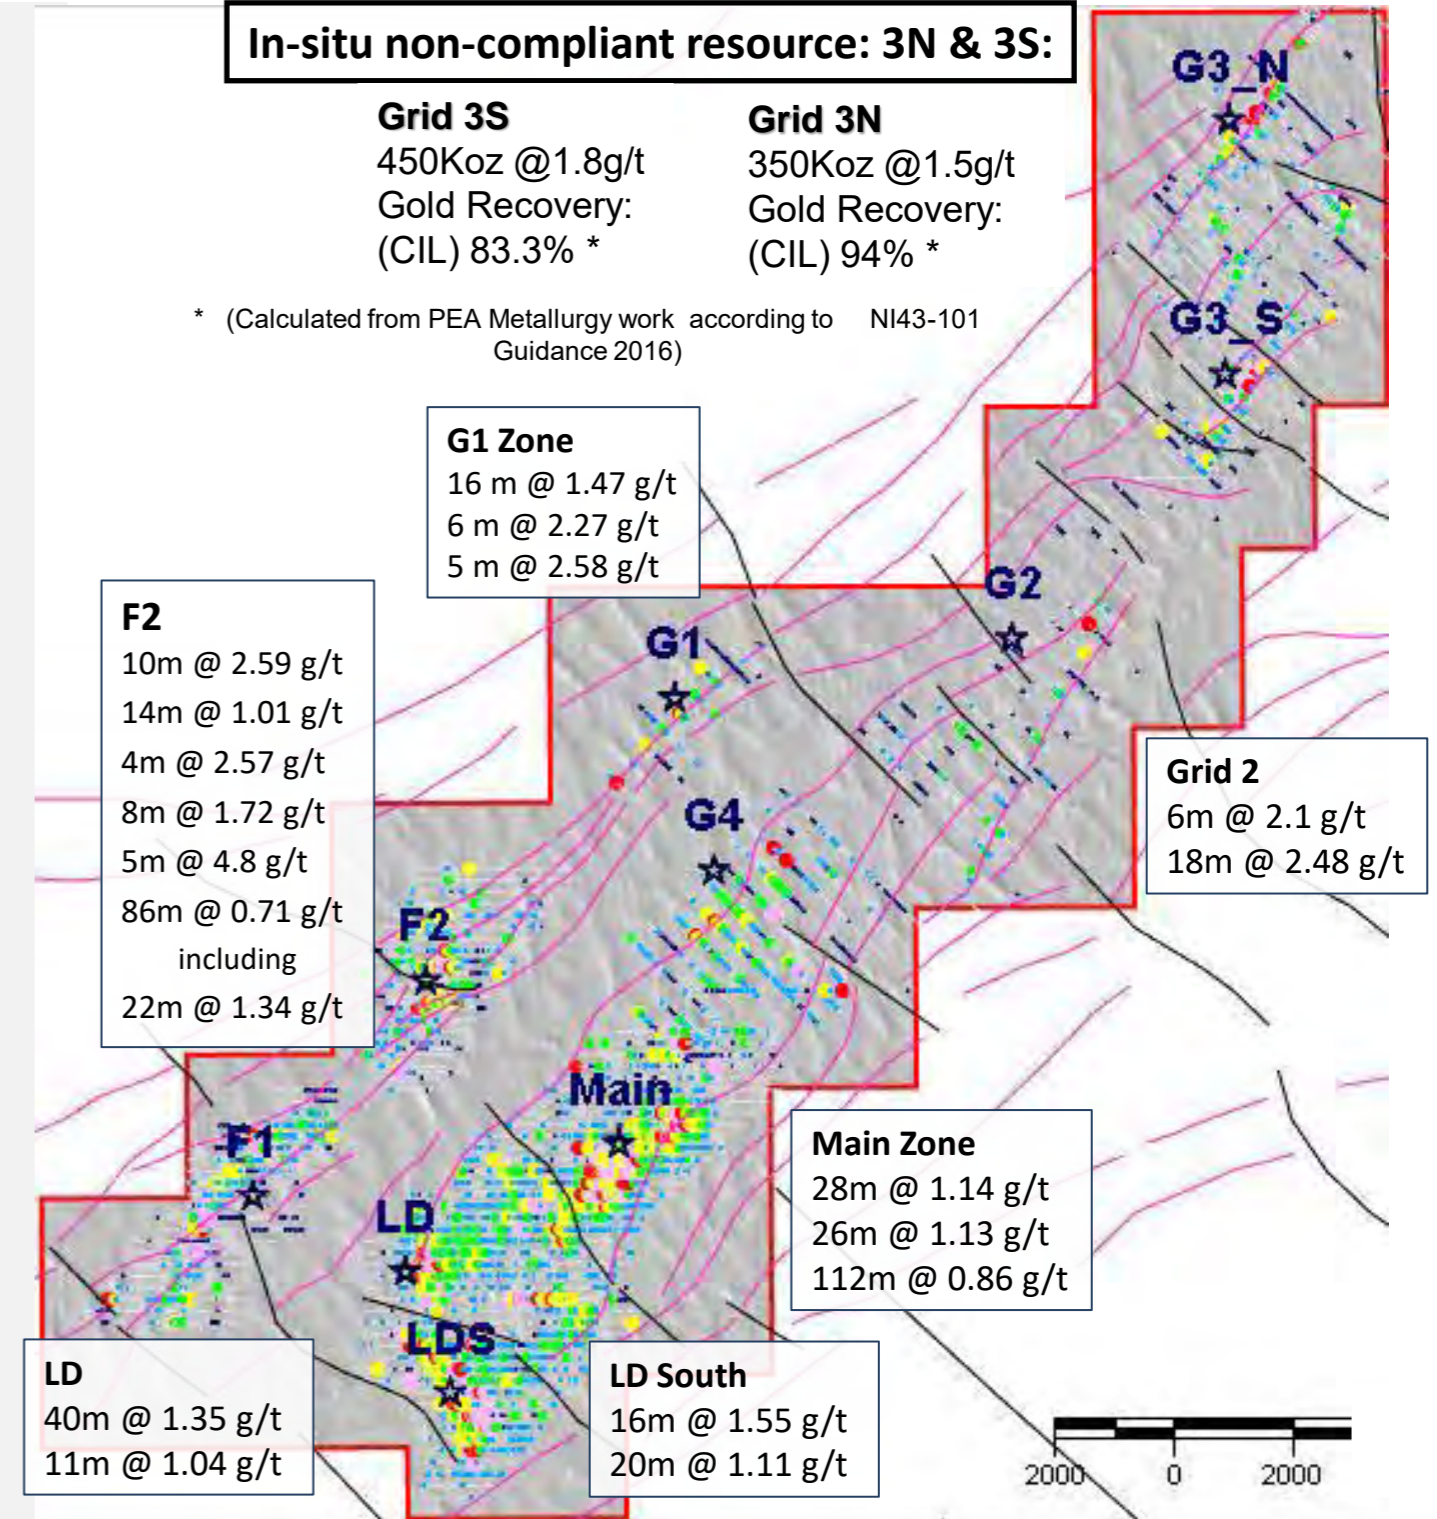 In-situ non-compliant resource: 3N & 3S:
Grid 3S
450Koz @1.8g/t
Gold Recovery:
(CIL) 83.3% *
Grid 3N
350Koz @1.5g/t
Gold Recovery:
(CIL) 94% *
* (Calculated from PEA Metallurgy work according to NI43-101
Guidance 2016)
G3_N
G3_S
G1 Zone
16 m @ 1.47 g/t
6 m @ 2.27 g/t
5 m @ 2.58 g/t
G2
G1
F2
10m @ 2.59 g/t
14m @ 1.01 g/t
4m @ 2.57 g/t
8m @ 1.72 g/t
5m @ 4.8 g/t
86m @ 0.71 g/t
including
22m @ 1.34 g/t
Grid 2
6m @ 2.1 g/t
18m @ 2.48 g/t
G4
F2
Main
F1
LD
LDS
Main Zone
28m @ 1.14 g/t
26m @ 1.13 g/t
112m @ 0.86 g/t
LD
40m @ 1.35 g/t
11m @ 1.04 g/t
LD South
16m @ 1.55 g/t
20m @ 1.11 g/t
2000 0 2000